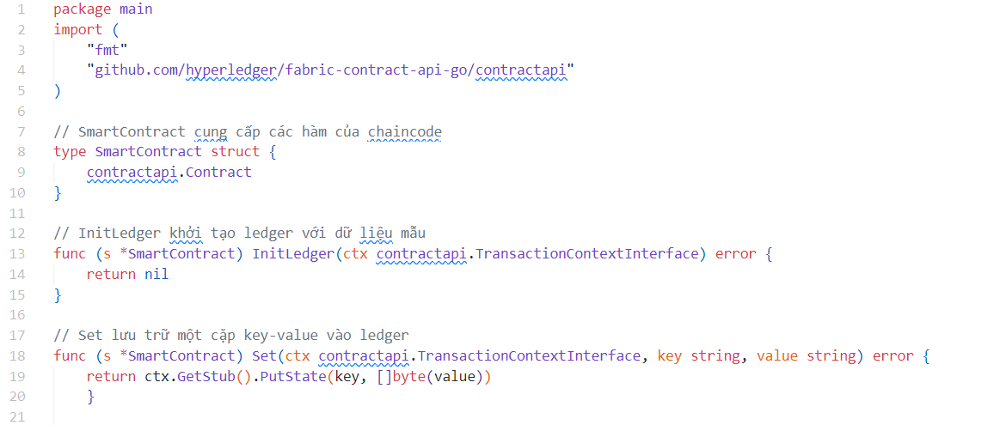 1 package main
2 import (
3 "fmt"
4 "github.com/hyperledger/fabric-contract-api-go/contractapi"
5 )
6
7 // SmartContract cung cấp các hàm của chaincode
8 type SmartContract struct {
9 contractapi.Contract
10 }
11
12 // InitLedger khởi tạo ledger với dữ liệu mẫu
13 func (s *SmartContract) InitLedger(ctx contractapi.TransactionContextInterface) error {
14 return nil
15 }
16
17 // Set lưu trữ một cặp key-value vào ledger
18 func (s *SmartContract) Set(ctx contractapi.TransactionContextInterface, key string, value string) error {
19 return ctx.GetStub().PutState(key, []byte(value))
20 }
21